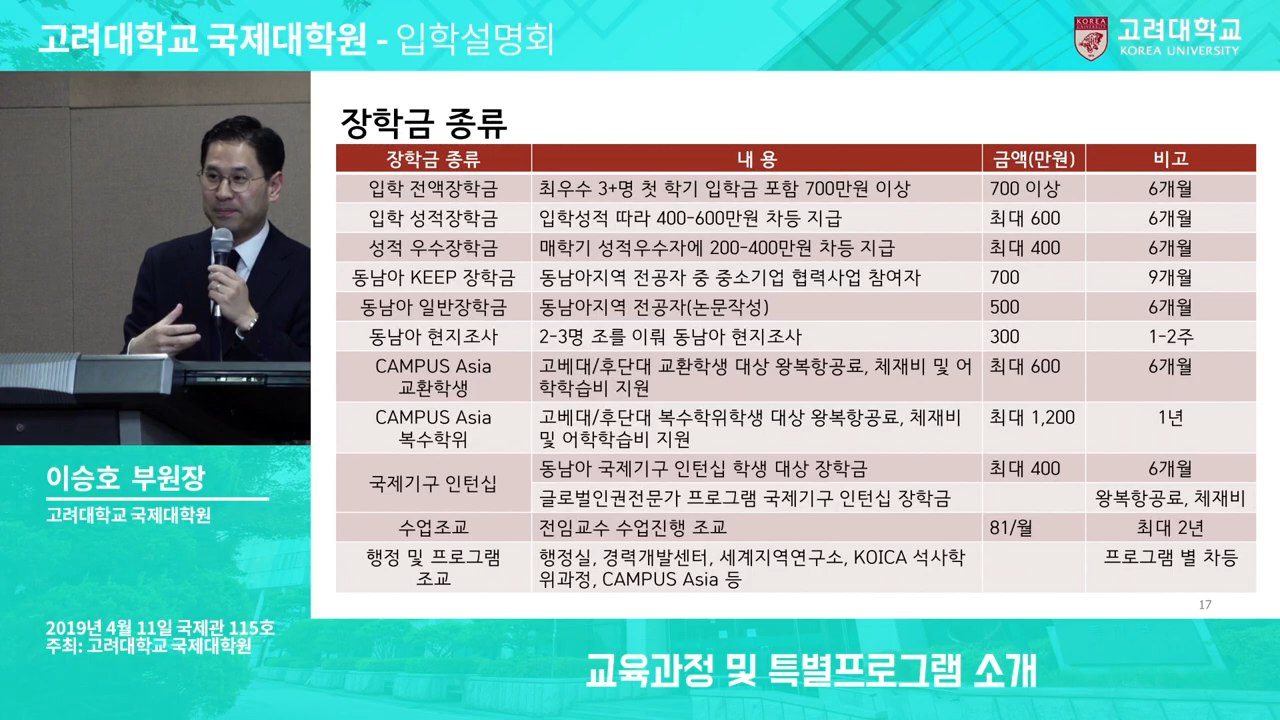 고려대학교 국제대학원 - 입학설명회
KOREA UNIVERSITY
고려대학교
KOREA UNIVERSITY
장학금 종류
장학금 종류 내 용 금액(만원) 비고
입학 전액장학금 최우수 3+명 첫 학기 입학금 포함 700만원 이상 700 이상 6개월
입학 성적장학금 입학성적 따라 400-600만원 차등 지급 최대 600 6개월
성적 우수장학금 매학기 성적우수자에 200-400만원 차등 지급 최대 400 6개월
동남아 KEEP 장학금 동남아지역 전공자 중 중소기업 협력사업 참여자 700 9개월
동남아 일반장학금 동남아지역 전공자(논문작성) 500 6개월
동남아 현지조사 2-3명 조를 이뤄 동남아 현지조사 300 1-2주
CAMPUS Asia 고베대/후단대 교환학생 대상 왕복항공료, 체재비 및 어 최대 600 6개월
교환학생 학학습비 지원
CAMPUS Asia 고베대/후단대 복수학위학생 대상 왕복항공료, 체재비 최대 1,200 1년
복수학위 및 어학학습비 지원
국제기구 인턴십 동남아 국제기구 인턴십 학생 대상 장학금 최대 400 6개월
글로벌인권전문가 프로그램 국제기구 인턴십 장학금 왕복항공료, 체재비
수업조교 전임교수 수업진행 조교 81/월 최대 2년
행정 및 프로그램 행정실, 경력개발센터, 세계지역연구소, KOICA 석사학 프로그램 별 차등
조교 위과정, CAMPUS Asia 등
17
이승호 부원장
고려대학교 국제대학원
2019년 4월 11일 국제관 115호
주최: 고려대학교 국제대학원
교육과정 및 특별프로그램 소개